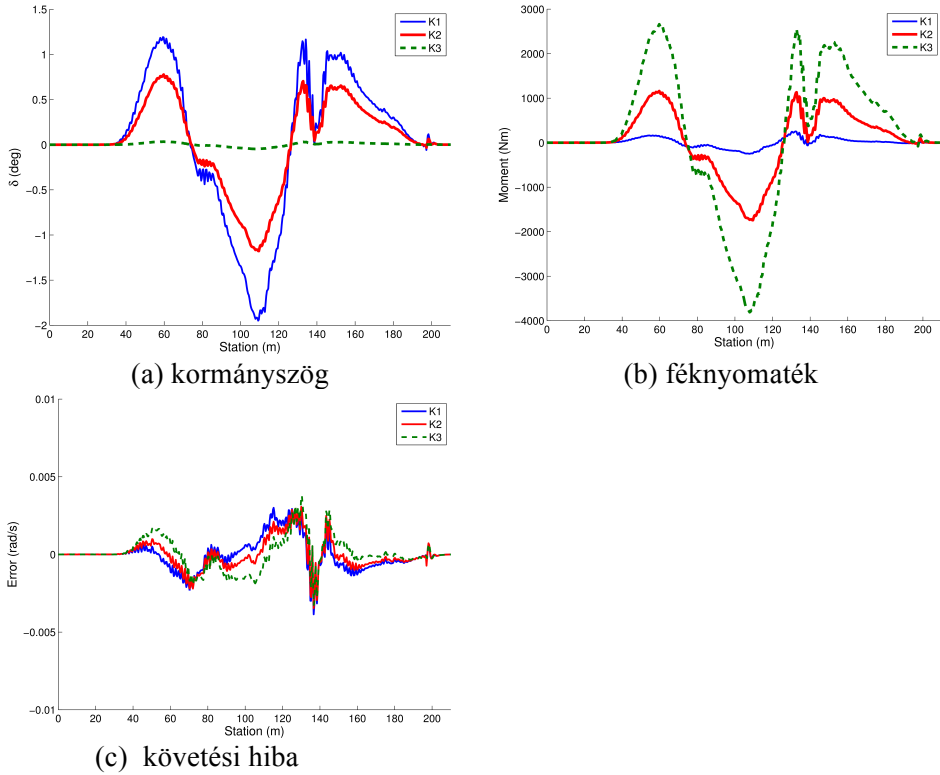 1.5
1
0.5
0
−0.5
−1
−1.5
−2
δ (deg)
K1
K2
K3
0 20 40 60 80 100 120 140 160 180 200
Station (m)
(a) kormányszög
3000
2000
1000
0
−1000
−2000
−3000
−4000
Moment (Nm)
K1
K2
K3
0 20 40 60 80 100 120 140 160 180 200
Station (m)
(b) féknyomaték
0.01
0.005
0
−0.005
−0.01
Error (rad/s)
K1
K2
K3
0 20 40 60 80 100 120 140 160 180 200
Station (m)
(c) követési hiba